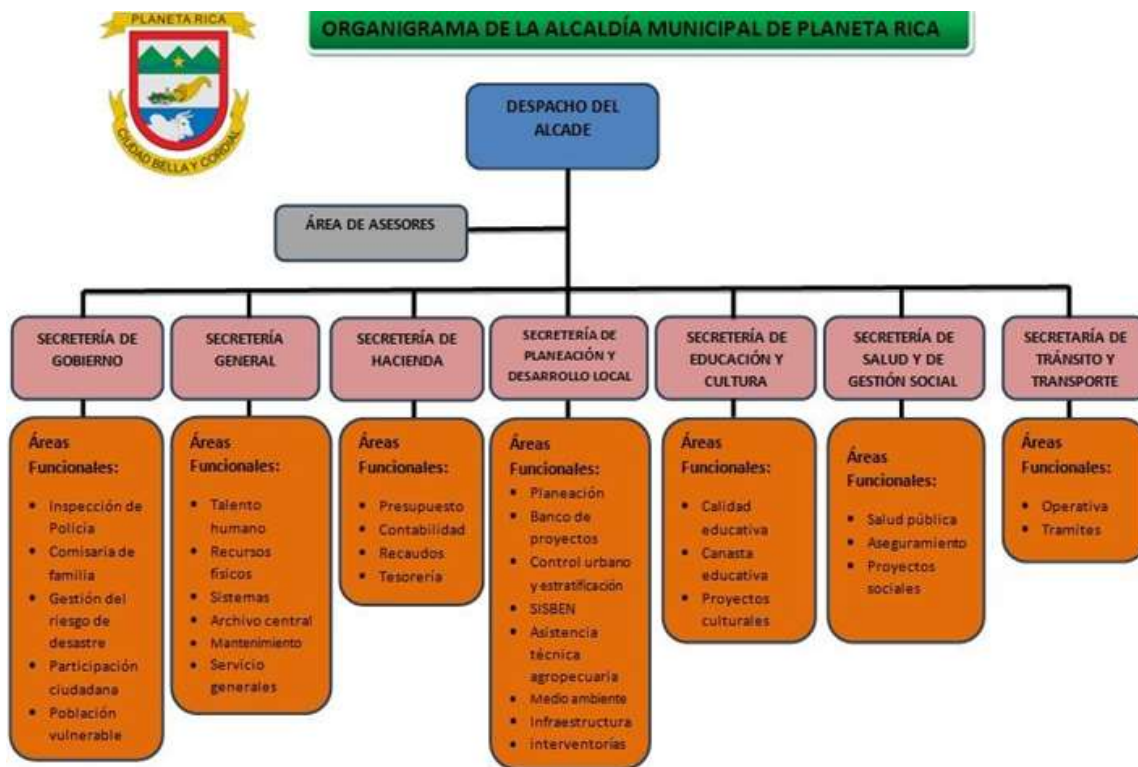 PLANETA RICA
CIUDAD BELLA Y CORDIAL
ORGANIGRAMA DE LA ALCALDÍA MUNICIPAL DE PLANETA RICA
DESPACHO DEL
ALCADE
ÁREA DE ASESORES
SECRETERÍA DE
GOBIERNO
SECRETERÍA
GENERAL
SECRETERÍA DE
HACIENDA
SECRETERÍA DE
PLANEACIÓN Y
DESARROLLO LOCAL
SECRETERÍA DE
EDUCACIÓN Y
CULTURA
SECRETERÍA DE
SALUD Y DE
GESTIÓN SOCIAL
SECRETARÍA DE
TRÁNSITO Y
TRANSPORTE
Áreas
Funcionales:
• Inspección de
Policía
• Comisaría de
familia
• Gestión del
riesgo de
desastre
• Participación
ciudadana
• Población
vulnerable
Áreas
Funcionales:
• Talento
humano
• Recursos
físicos
• Sistemas
• Archivo central
• Mantenimiento
• Servicio
generales
Áreas
Funcionales:
• Presupuesto
• Contabilidad
• Recaudos
• Tesorería
Áreas
Funcionales:
• Planeación
• Banco de
proyectos
• Control urbano
y estratificación
• SISBEN
• Asistencia
técnica
agropecuaria
• Medio ambiente
• Infraestructura
• interventorías
Áreas
Funcionales:
• Calidad
educativa
• Canasta
educativa
• Proyectos
culturales
Áreas
Funcionales:
• Salud pública
• Aseguramiento
• Proyectos
sociales
Áreas
Funcionales:
• Operativa
• Tramites